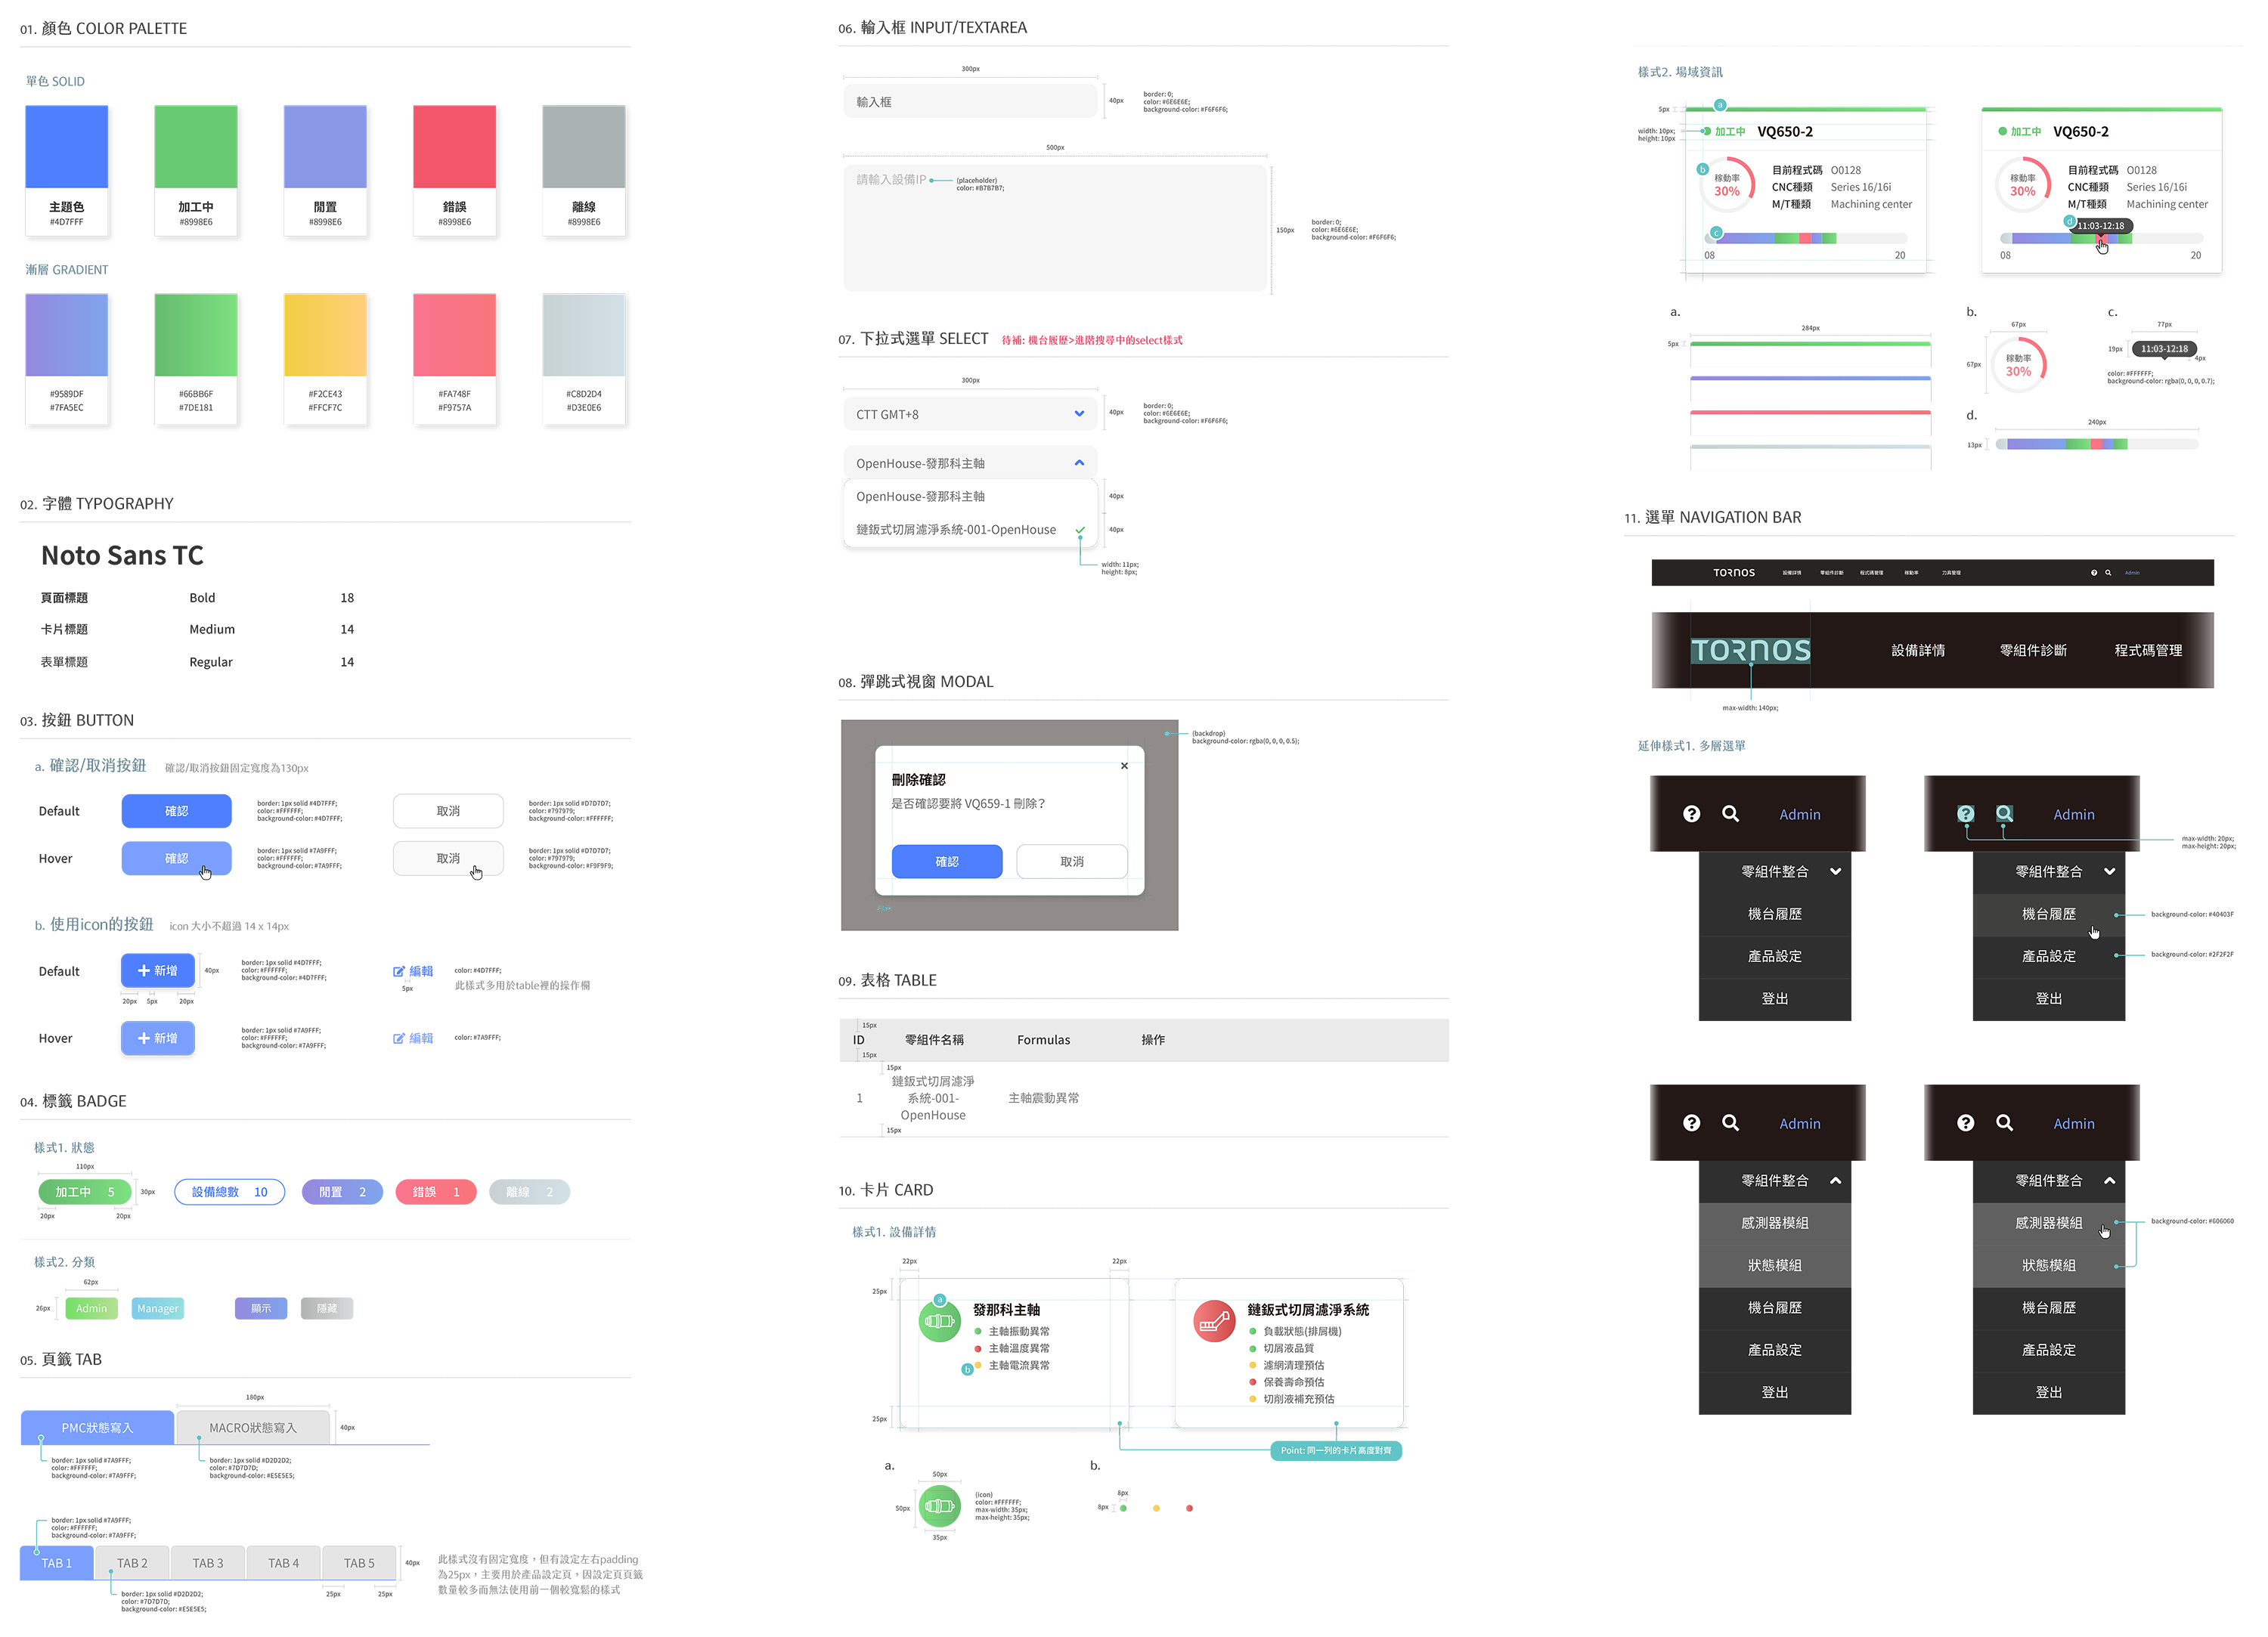 01. 顏色 COLOR PALETTE
單色 SOLID
主題色
#4D7FFF
加工中
#8998E6
閒置
#8998E6
錯誤
#8998E6
離線
#8998E6
漸層 GRADIENT
#9589DF
#7FA5EC
#66BB6F
#7DE181
#F2CE43
#FFCF7C
#FA748F
#F9757A
#C8D2D4
#D3E0E6
02. 字體 TYPOGRAPHY
Noto Sans TC
頁面標題 Bold 18
卡片標題 Medium 14
表單標題 Regular 14
03. 按鈕 BUTTON
a. 確認/取消按鈕 確認/取消按鈕固定寬度為130px
Default
確認
border: 1px solid #4D7FFF;
color: #FFFFFF;
background-color: #4D7FFF;
取消
border: 1px solid #D7D7D7;
color: #797979;
background-color: #FFFFFF;
Hover
確認
border: 1px solid #7A9FFF;
color: #FFFFFF;
background-color: #7A9FFF;
取消
border: 1px solid #D7D7D7;
color: #797979;
background-color: #F9F9F9;
b. 使用icon的按鈕 icon 大小不超過 14 x 14px
Default
新增
40px
20px 5px 20px
border: 1px solid #4D7FFF;
color: #FFFFFF;
background-color: #4D7FFF;
編輯
5px
color: #4D7FFF;
此樣式多用於table裡的操作欄
Hover
新增
border: 1px solid #7A9FFF;
color: #FFFFFF;
background-color: #7A9FFF;
編輯
color: #7A9FFF;
04. 標籤 BADGE
樣式1. 狀態
110px
加工中 5
30px
20px 20px
設備總數 10
閒置 2
錯誤 1
離線 2
樣式2. 分類
62px
26px
Admin
Manager
顯示
隱藏
05. 頁籤 TAB
180px
PMC狀態寫入
MACRO狀態寫入
40px
border: 1px solid #7A9FFF;
color: #FFFFFF;
background-color: #7A9FFF;
border: 1px solid #D2D2D2;
color: #7D7D7D;
background-color: #E5E5E5;
border: 1px solid #7A9FFF;
color: #FFFFFF;
background-color: #7A9FFF;
TAB 1
TAB 2
TAB 3
TAB 4
TAB 5
40px
25px 25px
border: 1px solid #D2D2D2;
color: #7D7D7D;
background-color: #E5E5E5;
此樣式沒有固定寬度，但有設定左右padding
為25px，主要用於產品設定頁，因設定頁頁籤
數量較多而無法使用前一個較寬鬆的樣式
06. 輸入框 INPUT/TEXTAREA
300px
輸入框
40px
border: 0;
color: #6E6E6E;
background-color: #F6F6F6;
500px
請輸入設備IP
(placeholder)
color: #B7B7B7;
150px
border: 0;
color: #6E6E6E;
background-color: #F6F6F6;
07. 下拉式選單 SELECT 待補: 機台履歷>進階搜尋中的select樣式
300px
CTT GMT+8
40px
border: 0;
color: #6E6E6E;
background-color: #F6F6F6;
OpenHouse-發那科主軸
OpenHouse-發那科主軸
40px
鏈鈑式切屑濾淨系統-001-OpenHouse
40px
width: 11px;
height: 8px;
08. 彈跳式視窗 MODAL
(backdrop)
background-color: rgba(0, 0, 0, 0.5);
刪除確認
是否確認要將 VQ659-1 刪除?
確認
取消
09. 表格 TABLE
15px
ID 零組件名稱 Formulas 操作
15px
15px
1
鏈鈑式切屑濾淨
系統-001-
OpenHouse
主軸震動異常
15px
10. 卡片 CARD
樣式1. 設備詳情
22px 22px
25px
a
發那科主軸
主軸振動異常
主軸溫度異常
b
主軸電流異常
25px
鏈鈑式切屑濾淨系統
負載狀態(排屑機)
切屑液品質
濾網清理預估
保養壽命預估
切削液補充預估
Point: 同一列的卡片高度對齊
a.
50px
50px
35px
(icon)
color: #FFFFFF;
max-width: 35px;
max-height: 35px;
b.
8px
8px
樣式2. 場域資訊
5px
a
width: 10px;
height: 10px
加工中 VQ650-2
b
稼動率
30%
目前程式碼 O0128
CNC種類 Series 16/16i
M/T種類 Machining center
c
08 20
加工中 VQ650-2
稼動率
30%
目前程式碼 O0128
CNC種類 Series 16/16i
M/T種類 Machining center
d
11:03-12:18
08 20
a.
284px
5px
b.
67px
67px
稼動率
30%
c.
77px
19px
11:03-12:18
4px
color: #FFFFFF;
background-color: rgba(0, 0, 0, 0.7);
d.
240px
13px
11. 選單 NAVIGATION BAR
TORNOS 設備詳情 零組件診斷 程式碼管理 稼動率 刀具管理 Admin
TORNOS 設備詳情 零組件診斷 程式碼管理
max-width: 140px;
延伸樣式1. 多層選單
Admin
零組件整合
機台履歷
產品設定
登出
Admin
max-width: 20px;
max-height: 20px;
零組件整合
機台履歷
background-color: #40403F
產品設定
background-color: #2F2F2F
登出
Admin
零組件整合
感測器模組
狀態模組
機台履歷
產品設定
登出
Admin
零組件整合
感測器模組
background-color: #606060
狀態模組
機台履歷
產品設定
登出